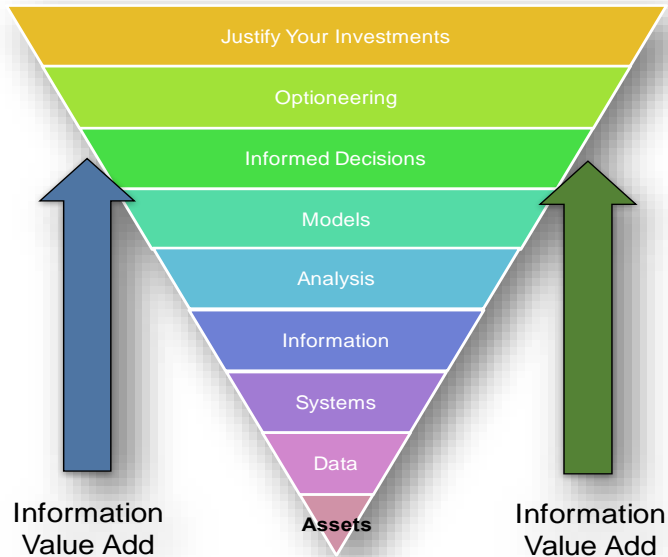 Justify Your Investments
Optioneering
Informed Decisions
Models
Analysis
Information
Systems
Data
Assets
Information
Value Add
Information
Value Add